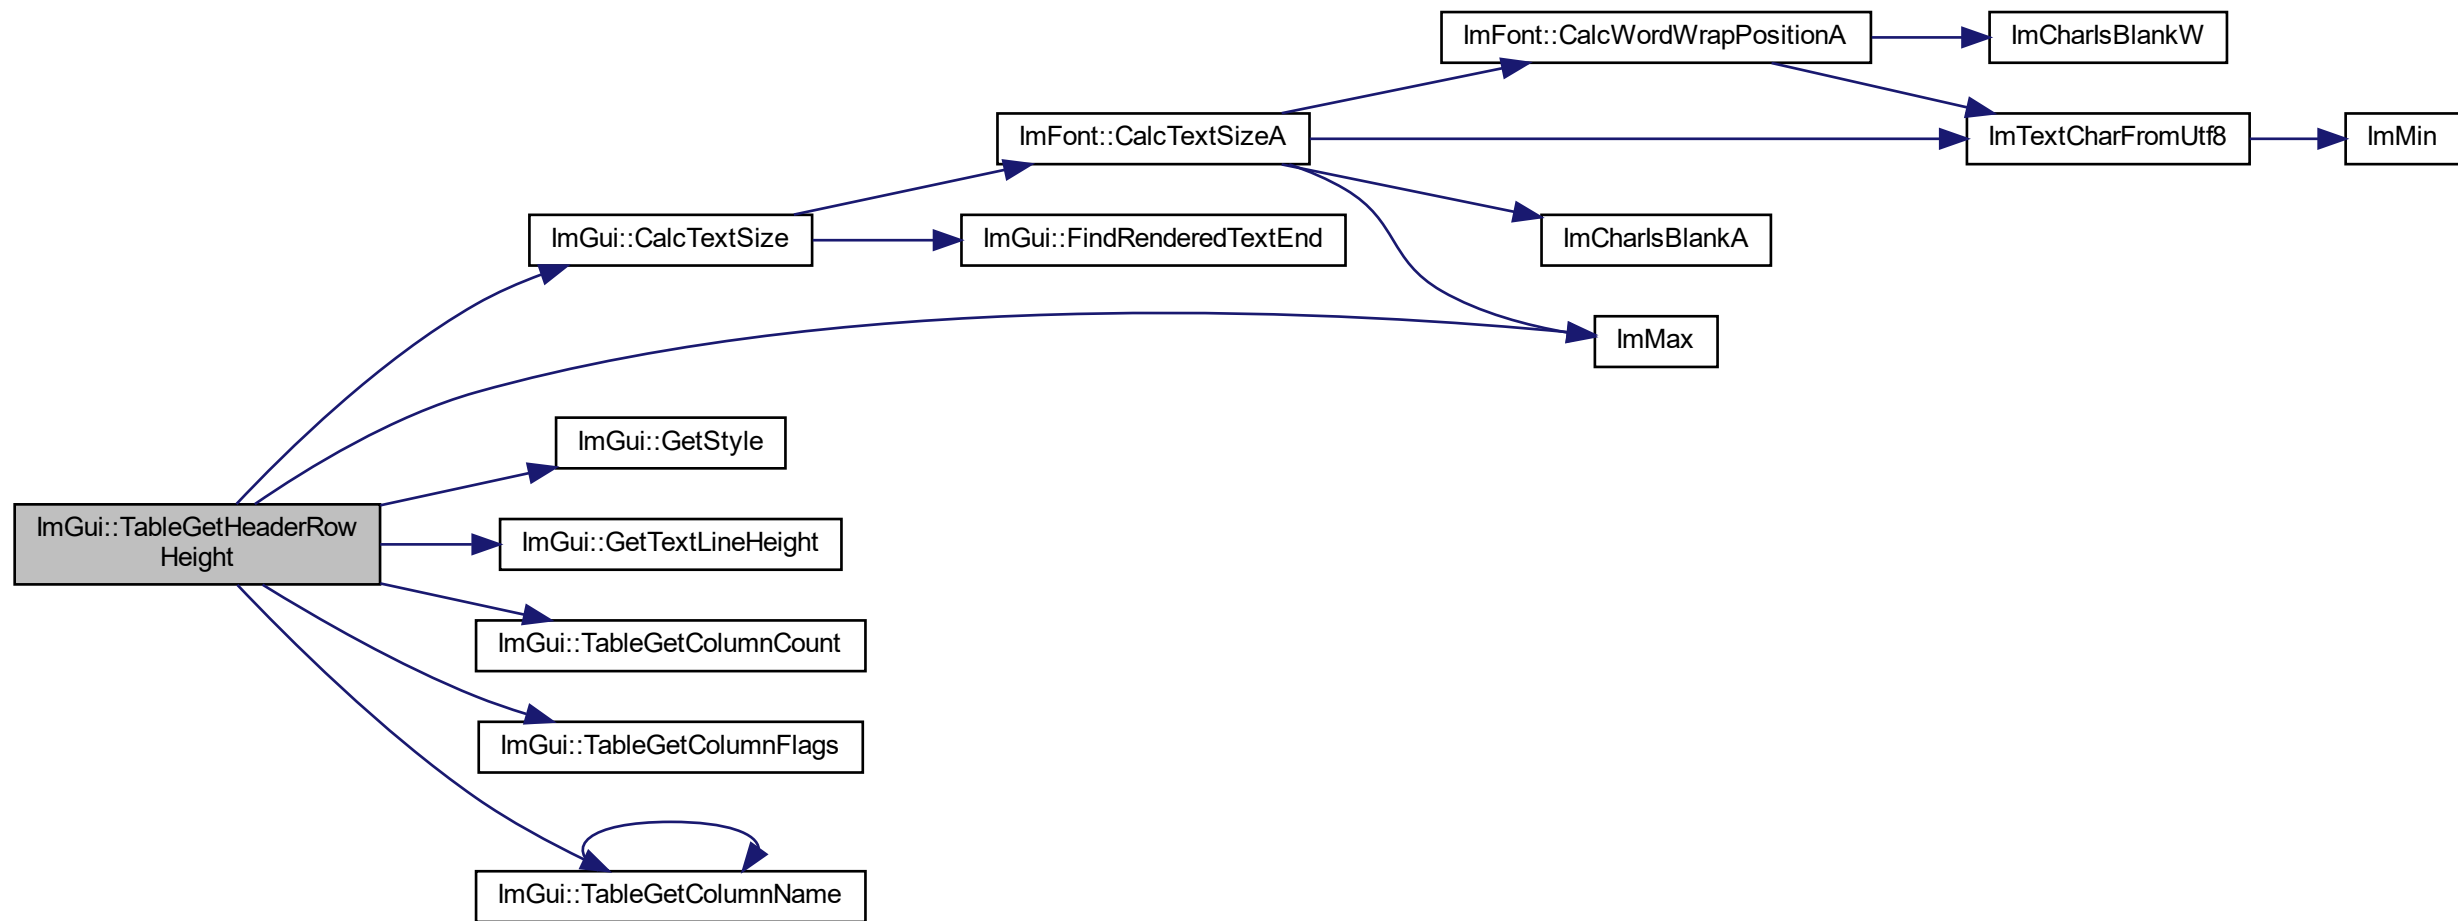 ImFont::CalcWordWrapPositionA
ImCharIsBlankW
ImFont::CalcTextSizeA
ImTextCharFromUtf8
ImMin
ImGui::CalcTextSize
ImGui::FindRenderedTextEnd
ImCharIsBlankA
ImMax
ImGui::GetStyle
ImGui::TableGetHeaderRow
Height
ImGui::GetTextLineHeight
ImGui::TableGetColumnCount
ImGui::TableGetColumnFlags
ImGui::TableGetColumnName